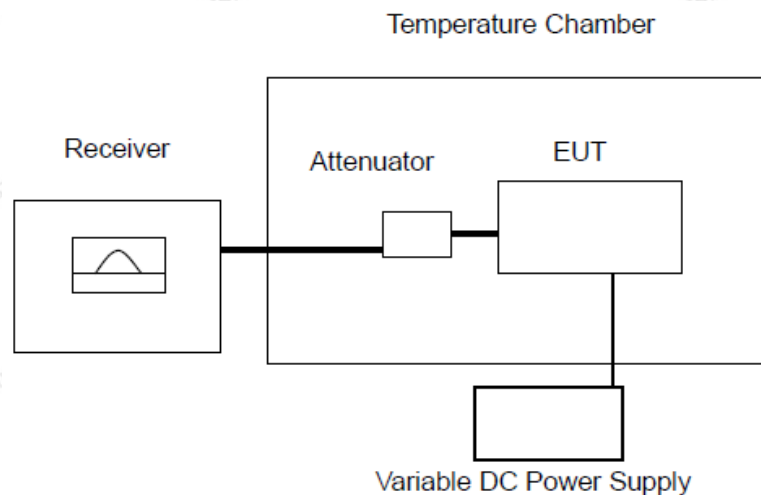 Temperature Chamber
Receiver
Attenuator
EUT
Variable DC Power Supply